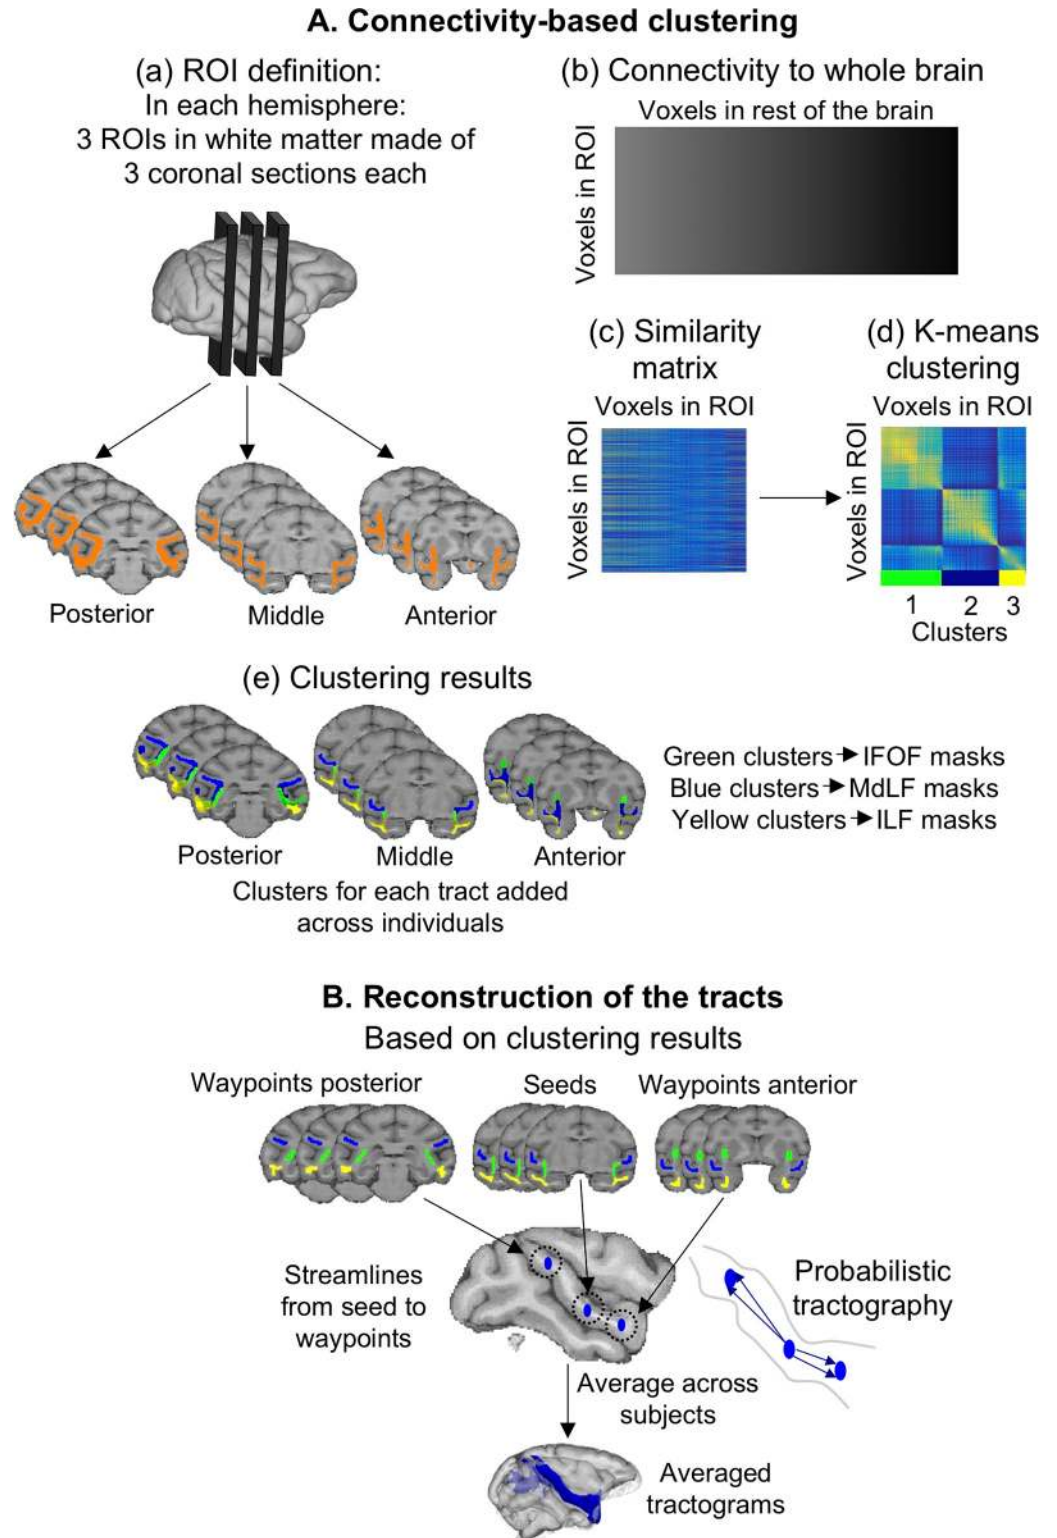 A. Connectivity-based clustering
(a) ROI definition:
In each hemisphere:
3 ROIs in white matter made of
3 coronal sections each
Posterior
Middle
Anterior
(b) Connectivity to whole brain
Voxels in rest of the brain
Voxels in ROI
(c) Similarity
matrix
Voxels in ROI
Voxels in ROI
(d) K-means
clustering
Voxels in ROI
Voxels in ROI
1 2 3
Clusters
(e) Clustering results
Posterior
Middle
Anterior
Clusters for each tract added
across individuals
Green clusters→IFOF masks
Blue clusters→MdLF masks
Yellow clusters→ILF masks
B. Reconstruction of the tracts
Based on clustering results
Waypoints posterior
Seeds
Waypoints anterior
Streamlines
from seed to
waypoints
Probabilistic
tractography
Average across
subjects
Averaged
tractograms